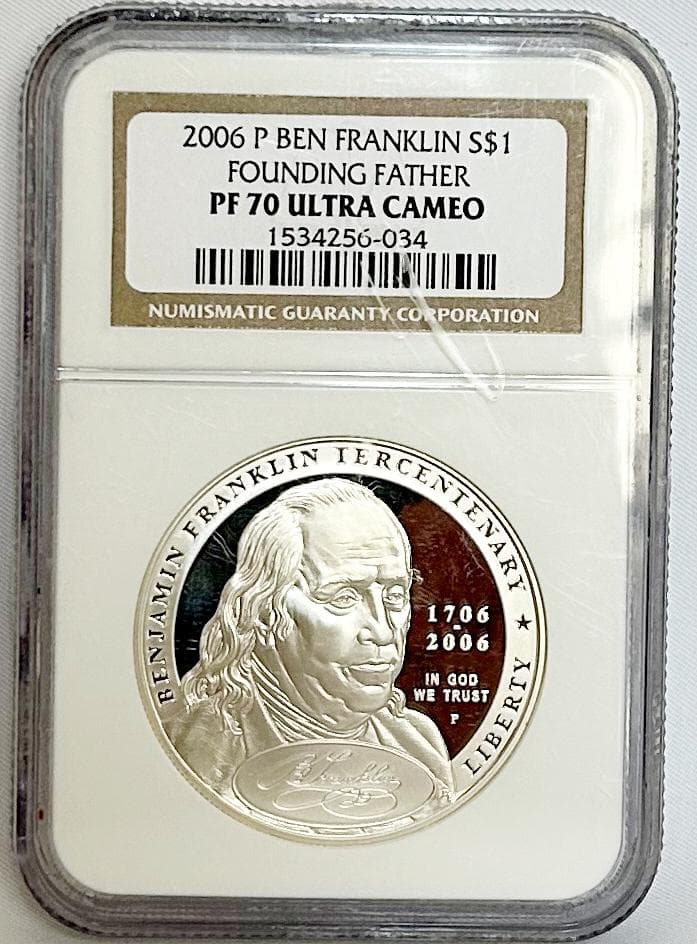 2006 P BEN FRANKLIN S$1
FOUNDING FATHER
PF 70 ULTRA CAMEO
1534256-034
NUMISMATIC GUARANTY CORPORATION
BENJAMIN FRANKLIN TERCENTENARY ★ LIBERTY
1706
-
2006
IN GOD
WE TRUST
P
B Franklin